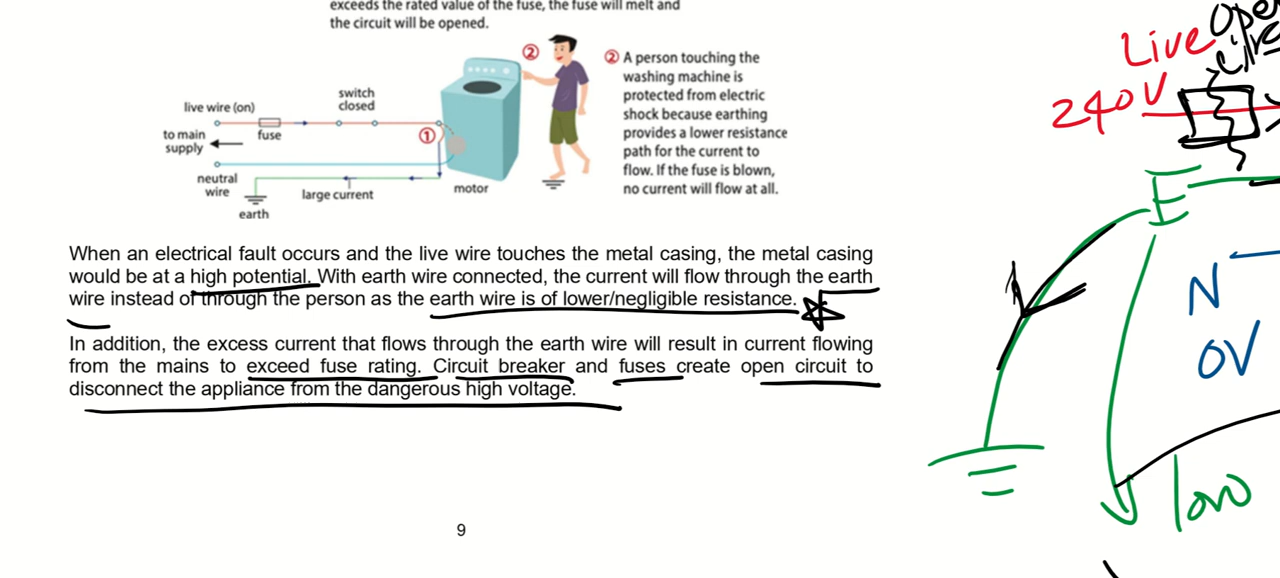 exceeds the rated value of the fuse, the fuse will melt and
the circuit will be opened.
②
② A person touching the
washing machine is
protected from electric
shock because earthing
provides a lower resistance
path for the current to
flow. If the fuse is blown,
no current will flow at all.
switch
closed
live wire (on)
fuse
①
to main
supply
neutral
wire
large current
motor
earth
When an electrical fault occurs and the live wire touches the metal casing, the metal casing
would be at a high potential. With earth wire connected, the current will flow through the earth
wire instead of through the person as the earth wire is of lower/negligible resistance.
In addition, the excess current that flows through the earth wire will result in current flowing
from the mains to exceed fuse rating. Circuit breaker and fuses create open circuit to
disconnect the appliance from the dangerous high voltage.
9
Live
240V
E
N
0V
low